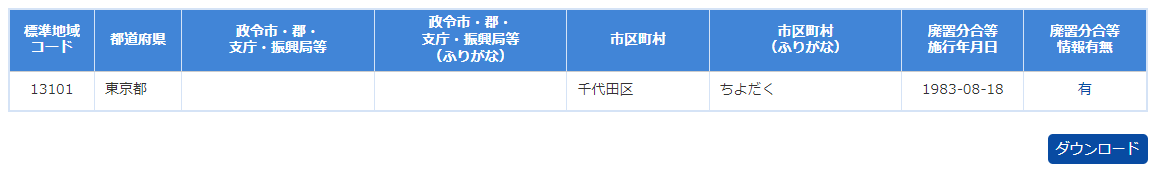 標準地域
コード
都道府県
政令市・郡・
支庁・振興局等
政令市・郡・
支庁・振興局等
（ふりがな）
市区町村
市区町村
（ふりがな）
廃置分合等
施行年月日
廃置分合等
情報有無
13101
東京都
千代田区
ちよだく
1983-08-18
有
ダウンロード